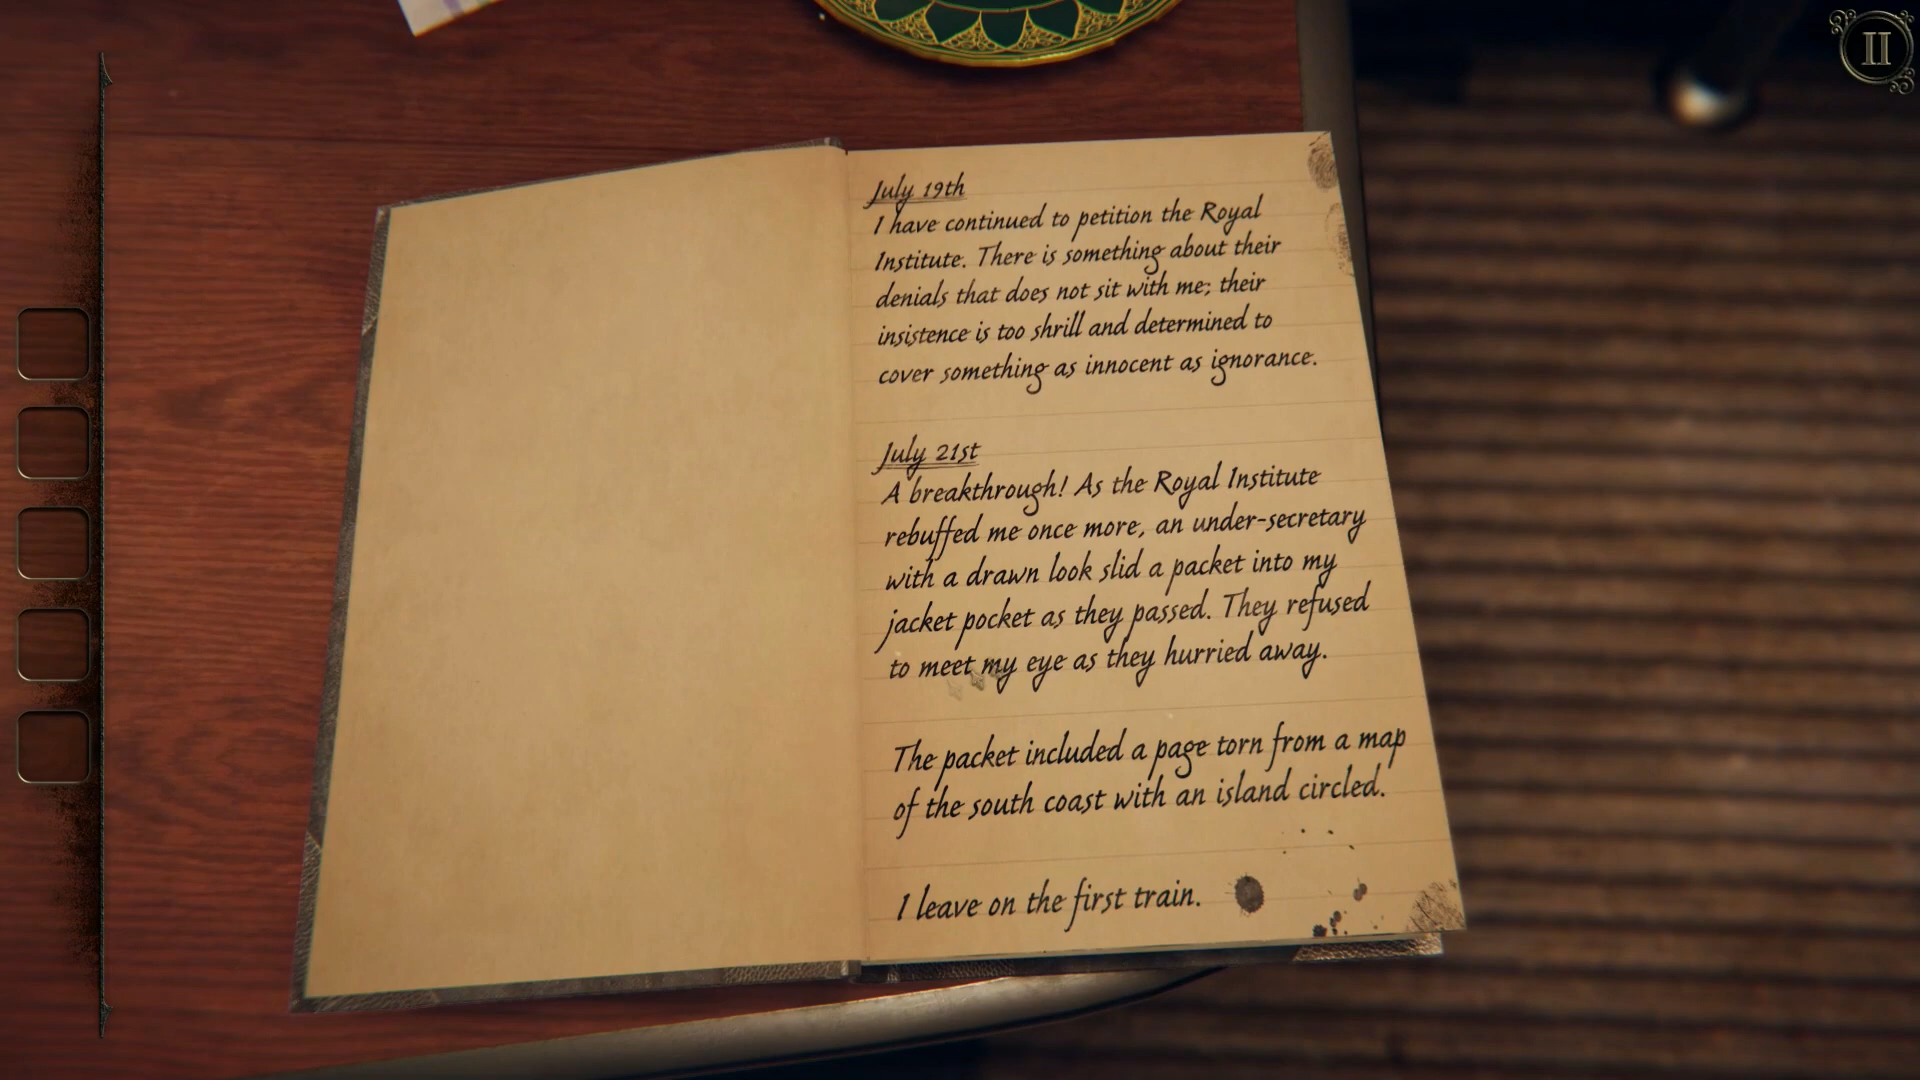 II
July 19th
I have continued to petition the Royal
Institute. There is something about their
denials that does not sit with me; their
insistence is too shrill and determined to
cover something as innocent as ignorance.
July 21st
A breakthrough! As the Royal Institute
rebuffed me once more, an under-secretary
with a drawn look slid a packet into my
jacket pocket as they passed. They refused
to meet my eye as they hurried away.
The packet included a page torn from a map
of the south coast with an island circled.
I leave on the first train.